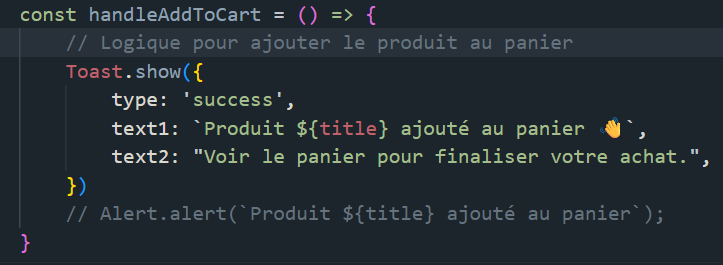 const handleAddToCart = () => {
// Logique pour ajouter le produit au panier
Toast.show({
type: 'success',
text1: `Produit ${title} ajouté au panier 👋`,
text2: "Voir le panier pour finaliser votre achat.",
})
// Alert.alert(`Produit ${title} ajouté au panier`);
}